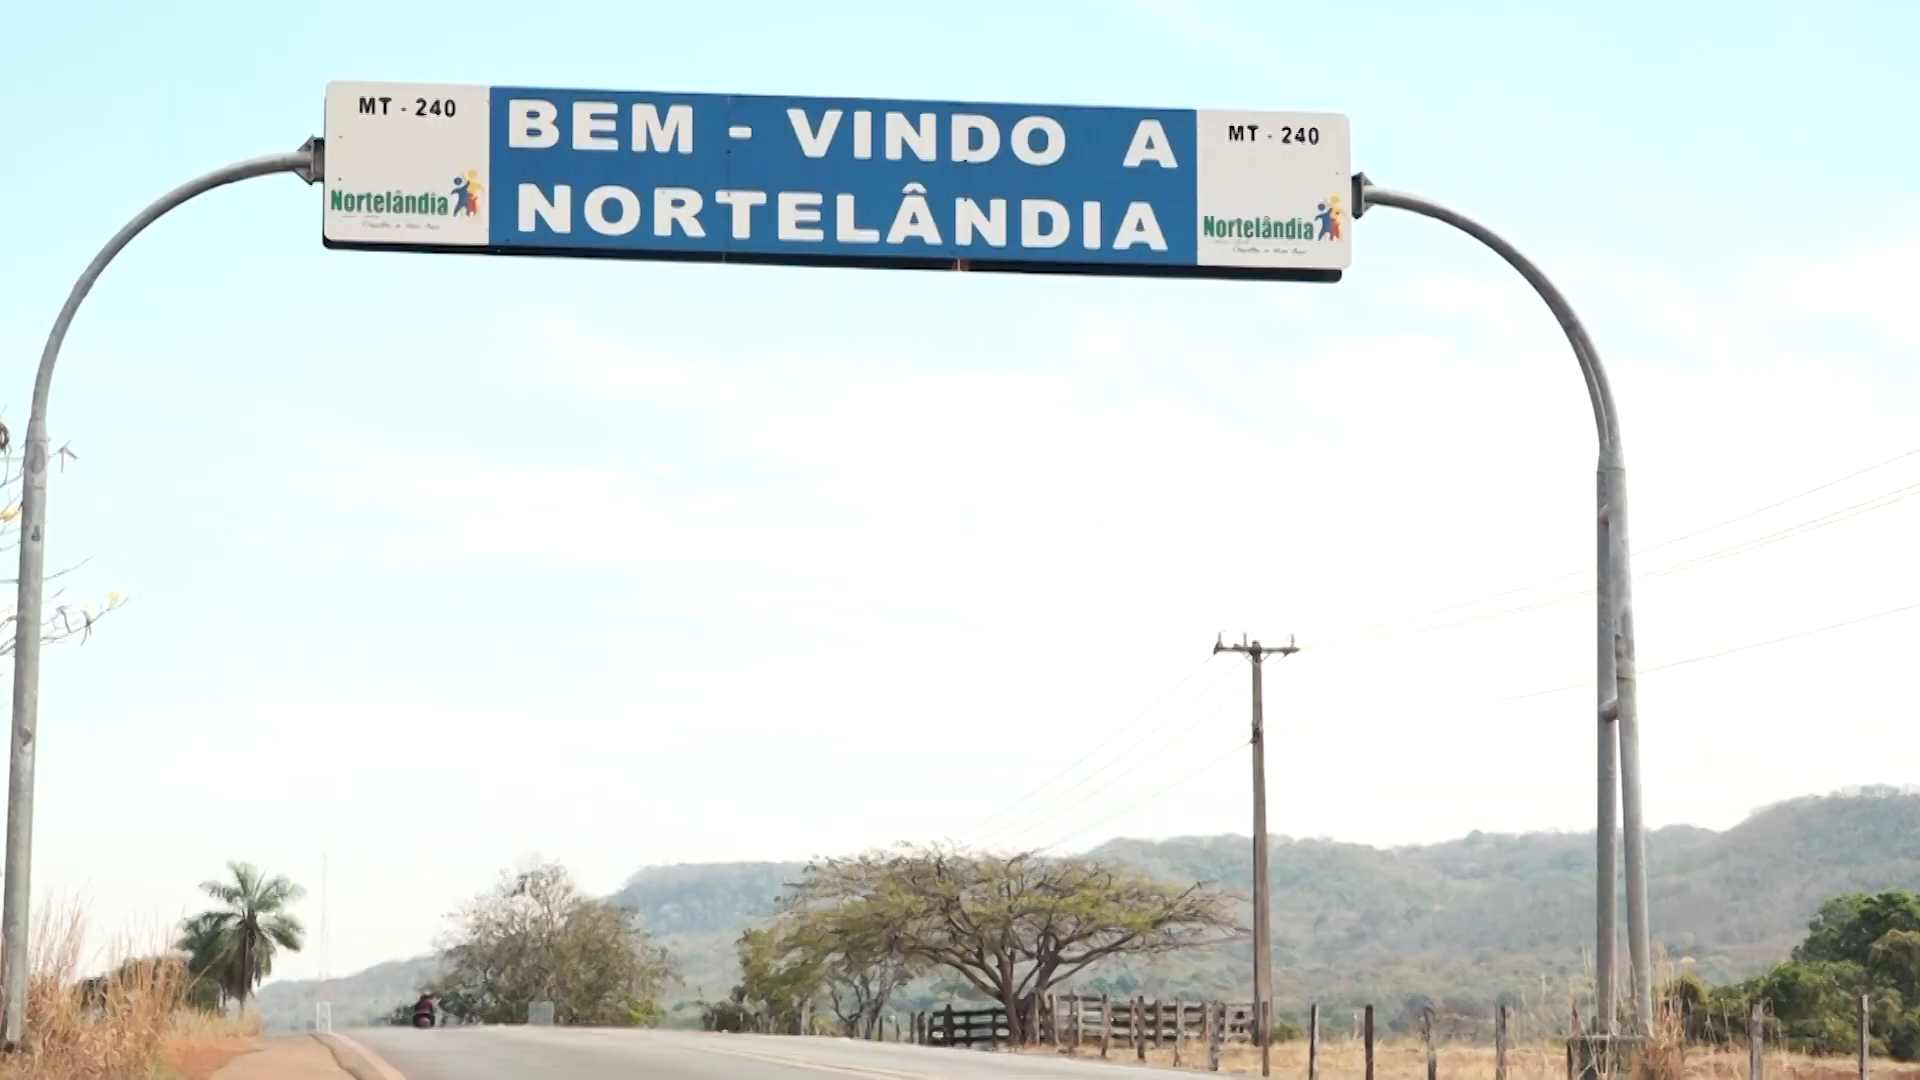 MT - 240
Nortelândia
BEM - VINDO A
NORTELÂNDIA
MT - 240
Nortelândia